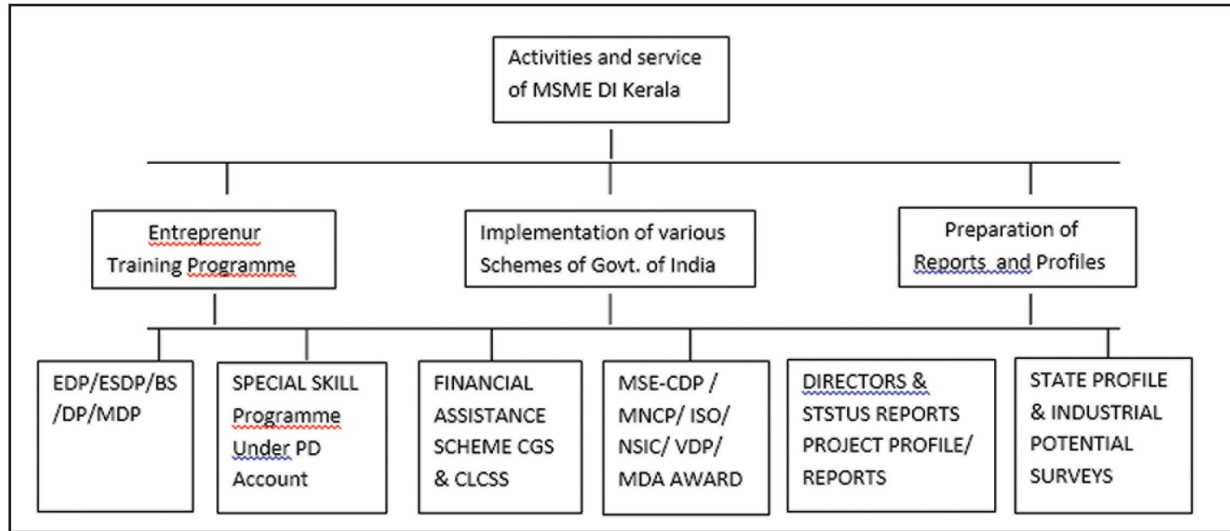 Activities and service
of MSME DI Kerala
Entreprenur
Training Programme
Implementation of various
Schemes of Govt. of India
Preparation of
Reports and Profiles
EDP/ESDP/BS
/DP/MDP
SPECIAL SKILL
Programme
Under PD
Account
FINANCIAL
ASSISTANCE
SCHEME CGS
& CLCSS
MSE-CDP /
MNCP/ ISO/
NSIC/ VDP/
MDA AWARD
DIRECTORS &
STSTUS REPORTS
PROJECT PROFILE/
REPORTS
STATE PROFILE
& INDUSTRIAL
POTENTIAL
SURVEYS